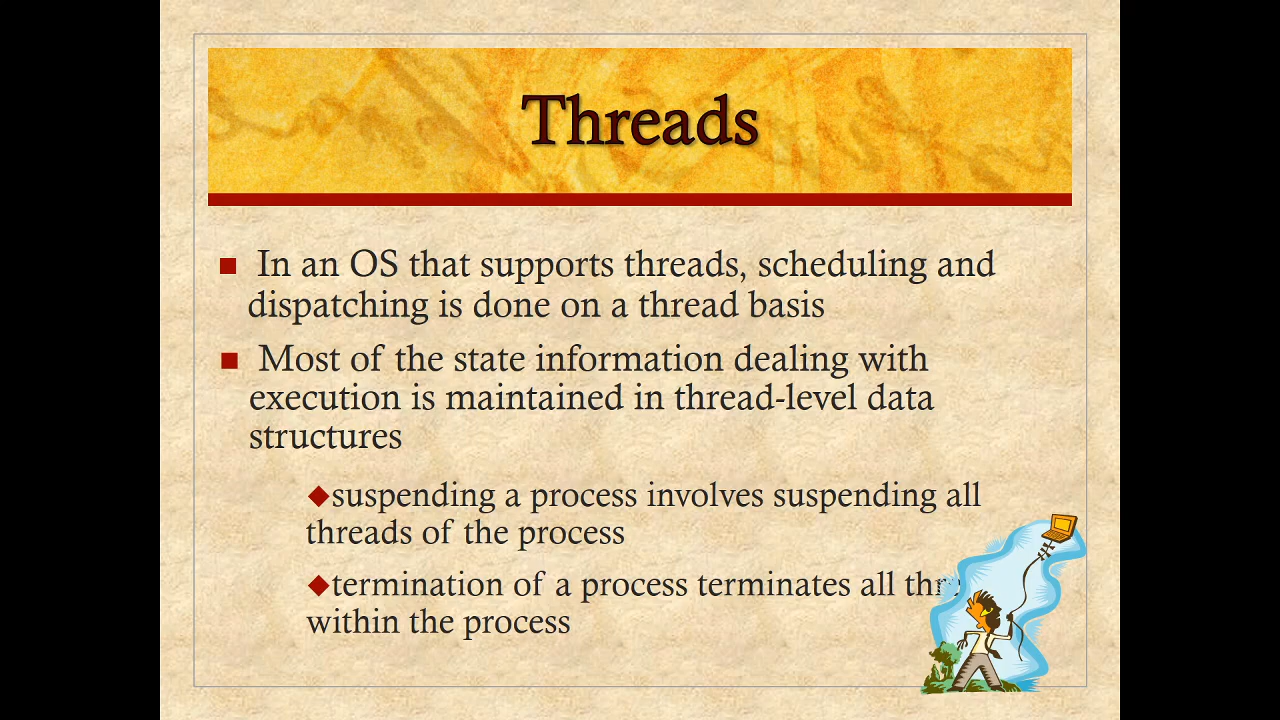 Threads
In an OS that supports threads, scheduling and
dispatching is done on a thread basis
Most of the state information dealing with
execution is maintained in thread-level data
structures
suspending a process involves suspending all
threads of the process
termination of a process terminates all
within the process